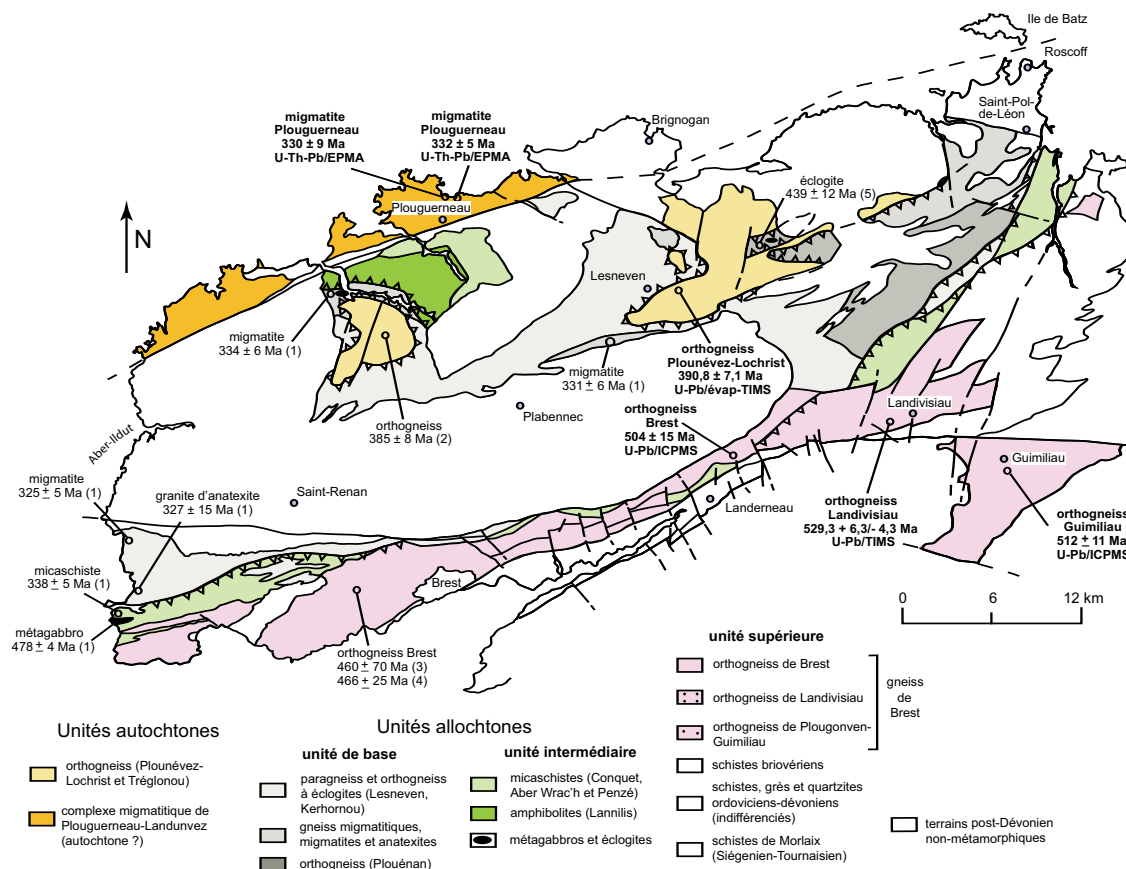 Ile de Batz
Roscoff
Saint-Pol-
de-Léon
migmatite
Plouguerneau
330 ± 9 Ma
U-Th-Pb/EPMA
migmatite
Plouguerneau
332 ± 5 Ma
U-Th-Pb/EPMA
Brignogan
éclogite
439 ± 12 Ma (5)
Plouguerneau
N
Lesneven
migmatite
334 ± 6 Ma (1)
orthogneiss
Plounévez-Lochrist
390,8 ± 7,1 Ma
U-Pb/évap-TIMS
migmatite
331 ± 6 Ma (1)
Plabennec
orthogneiss
385 ± 8 Ma (2)
orthogneiss
Brest
504 ± 15 Ma
U-Pb/ICPMS
Landivisiau
Aber-Ildut
Guimiliau
migmatite
325 ± 5 Ma (1)
granite d'anatexite
327 ± 15 Ma (1)
Saint-Renan
Landerneau
orthogneiss
Landivisiau
529,3 + 6,3/- 4,3 Ma
U-Pb/TIMS
orthogneiss
Guimiliau
512 ± 11 Ma
U-Pb/ICPMS
micaschiste
338 ± 5 Ma (1)
Brest
métagabbro
478 ± 4 Ma (1)
orthogneiss Brest
460 ± 70 Ma (3)
466 ± 25 Ma (4)
0 6 12 km
Unités autochtones
orthogneiss (Plounévez-
Lochrist et Tréglonou)
complexe migmatitique de
Plouguerneau-Landunvez
(autochtone ?)
Unités allochtones
unité de base
paragneiss et orthogneiss
à éclogites (Lesneven,
Kerhornou)
gneiss migmatitiques,
migmatites et anatexites
orthogneiss (Plouénan)
unité intermédiaire
micaschistes (Conquet,
Aber Wrac'h et Penzé)
amphibolites (Lannilis)
métagabbros et éclogites
unité supérieure
orthogneiss de Brest
orthogneiss de Landivisiau
orthogneiss de Plougonven-
Guimiliau
gneiss
de
Brest
schistes briovériens
schistes, grès et quartzites
ordoviciens-dévoniens
(indifférenciés)
schistes de Morlaix
(Siégenien-Tournaisien)
terrains post-Dévonien
non-métamorphiques